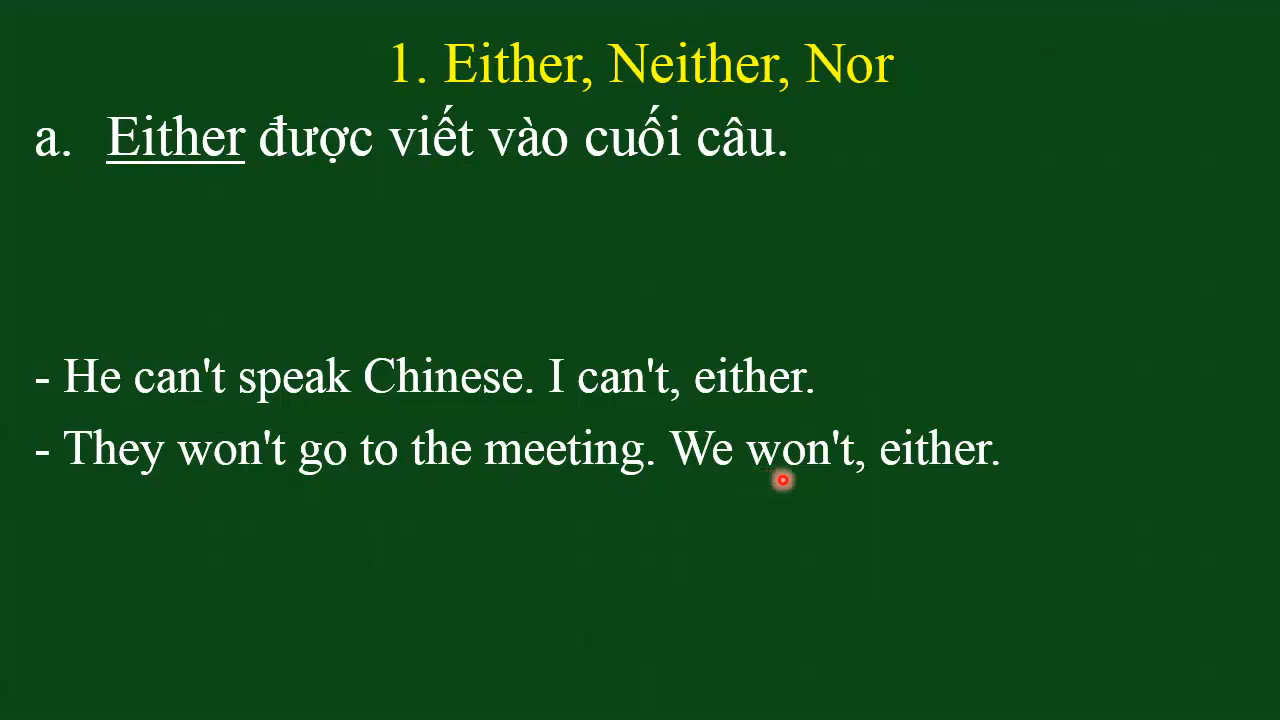 1. Either, Neither, Nor
a. Either được viết vào cuối câu.
- He can't speak Chinese. I can't, either.
- They won't go to the meeting. We won't, either.